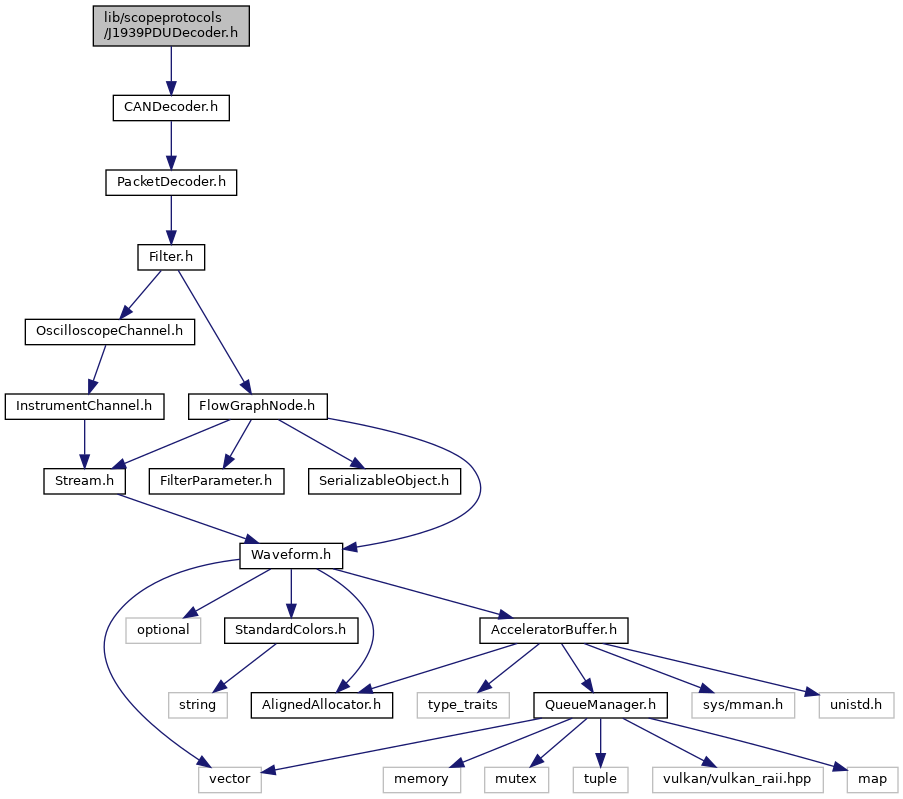 lib/scopeprotocols
/J1939PDUDecoder.h
CANDecoder.h
PacketDecoder.h
Filter.h
OscilloscopeChannel.h
InstrumentChannel.h
FlowGraphNode.h
Stream.h
FilterParameter.h
SerializableObject.h
Waveform.h
optional
StandardColors.h
AcceleratorBuffer.h
string
AlignedAllocator.h
type_traits
QueueManager.h
sys/mman.h
unistd.h
vector
memory
mutex
tuple
vulkan/vulkan_raii.hpp
map